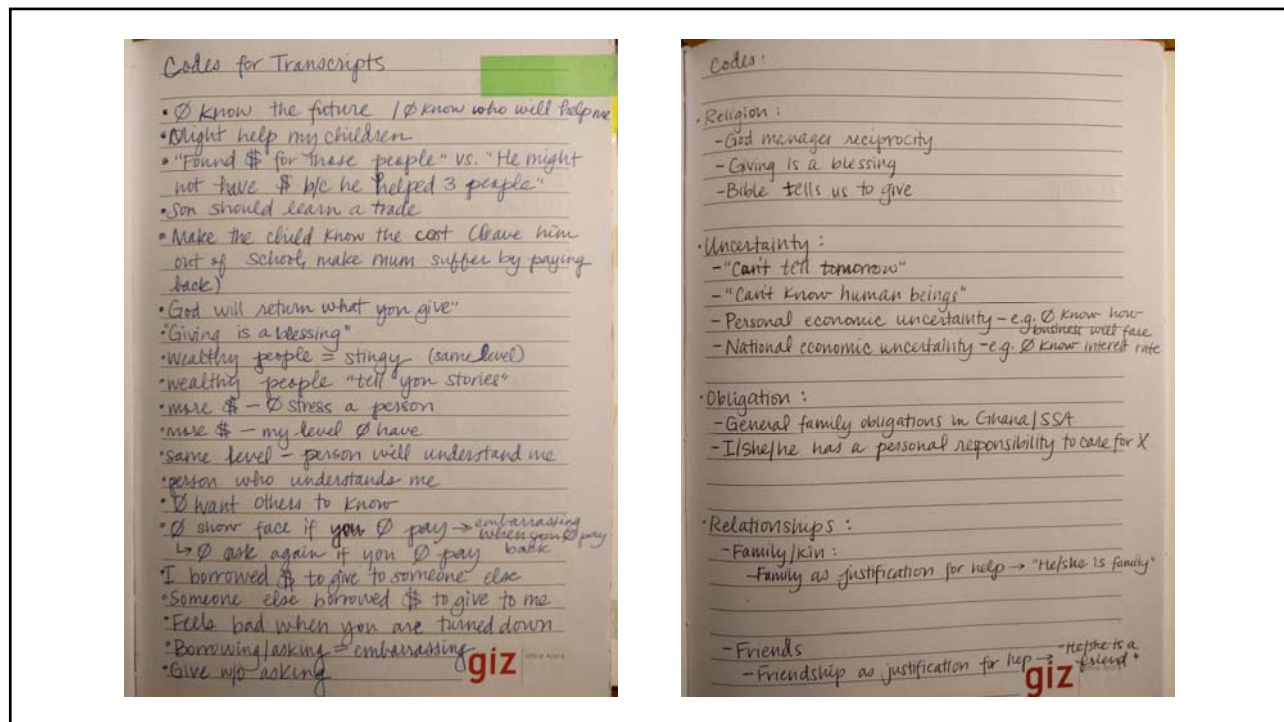 Codes for Transcripts
• Ø know the future / Ø know who will help me
• Might help my children
• "Found $ for those people" vs. "He might
not have $ b/c he helped 3 people"
• Son should learn a trade
• Make the child know the cost (leave him
out of school, make mum suffer by paying
back)
• God will return what you give"
• "Giving is a blessing"
• wealthy people = stingy (same level)
• wealthy people "tell you stories"
• more $ – Ø stress a person
• more $ – my level Ø have
• same level – person will understand me
• person who understands me
• Ø want others to know
• Ø show face if you Ø pay → embarrassing
when you Ø pay
back
↳ Ø ask again if you Ø pay
• I borrowed $ to give to someone else
• Someone else borrowed $ to give to me
• Feels bad when you are turned down
• Borrowing/asking = embarrassing
• Give w/o asking
giz
Codes:
• Religion:
– God manages reciprocity
– Giving is a blessing
– Bible tells us to give
• Uncertainty:
– "Can't tell tomorrow"
– "Can't know human beings"
– Personal economic uncertainty – e.g. Ø know how
business will fare
– National economic uncertainty – e.g. Ø know interest rate
• Obligation:
– General family obligations in Ghana/SSA
– I/she/he has a personal responsibility to care for X
• Relationships:
– Family/kin:
– Family as justification for help → "He/she is family"
– Friends
– Friendship as justification for hep → "He/she is a
friend"
giz